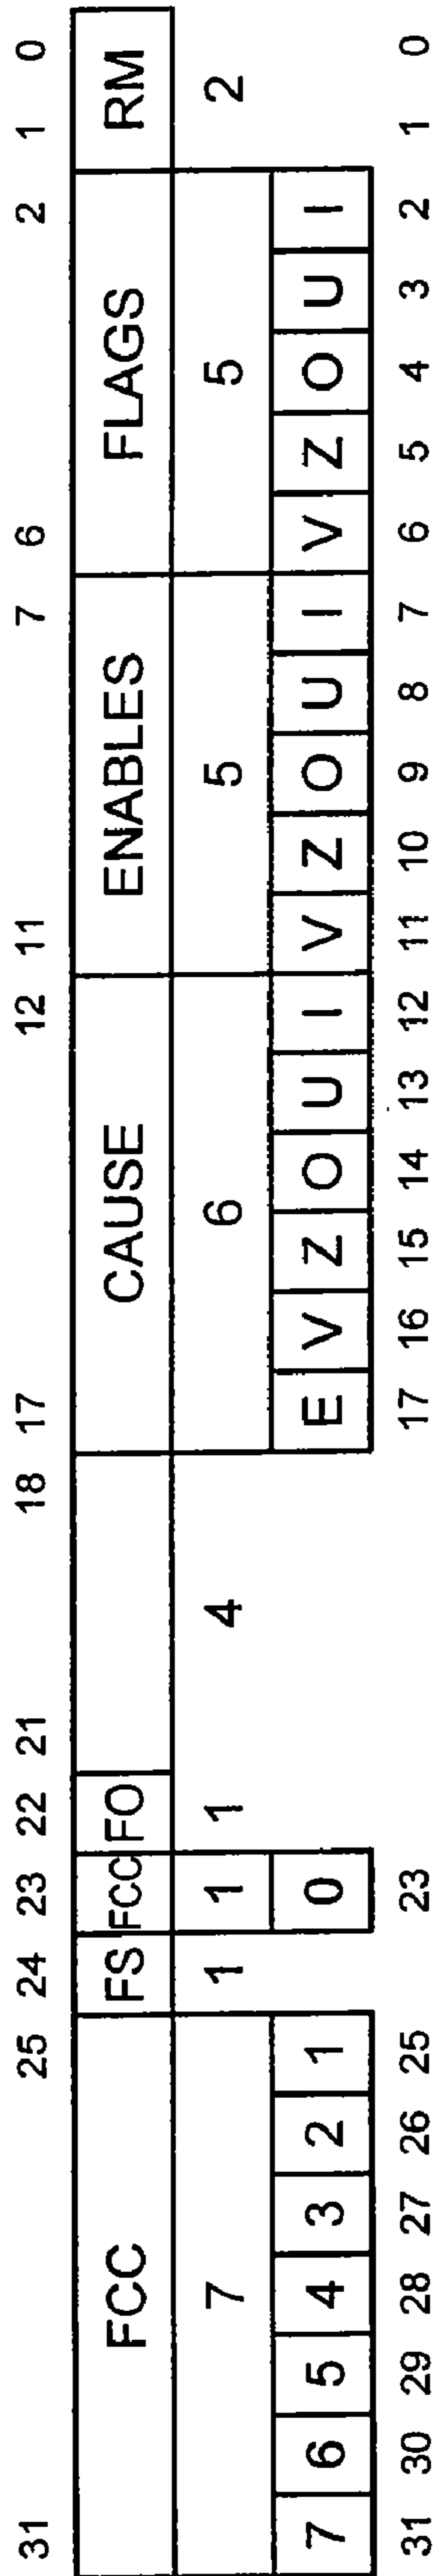 31 25 24 23 22 21 18 17 12 11 7 6 2 1 0
FCC FS FCC FO CAUSE ENABLES FLAGS RM
7 1 1 1 4 6 5 5 2
7 6 5 4 3 2 1 0 E V Z O U I V Z O U I V Z O U I
31 30 29 28 27 26 25 23 17 16 15 14 13 12 11 10 9 8 7 6 5 4 3 2 1 0